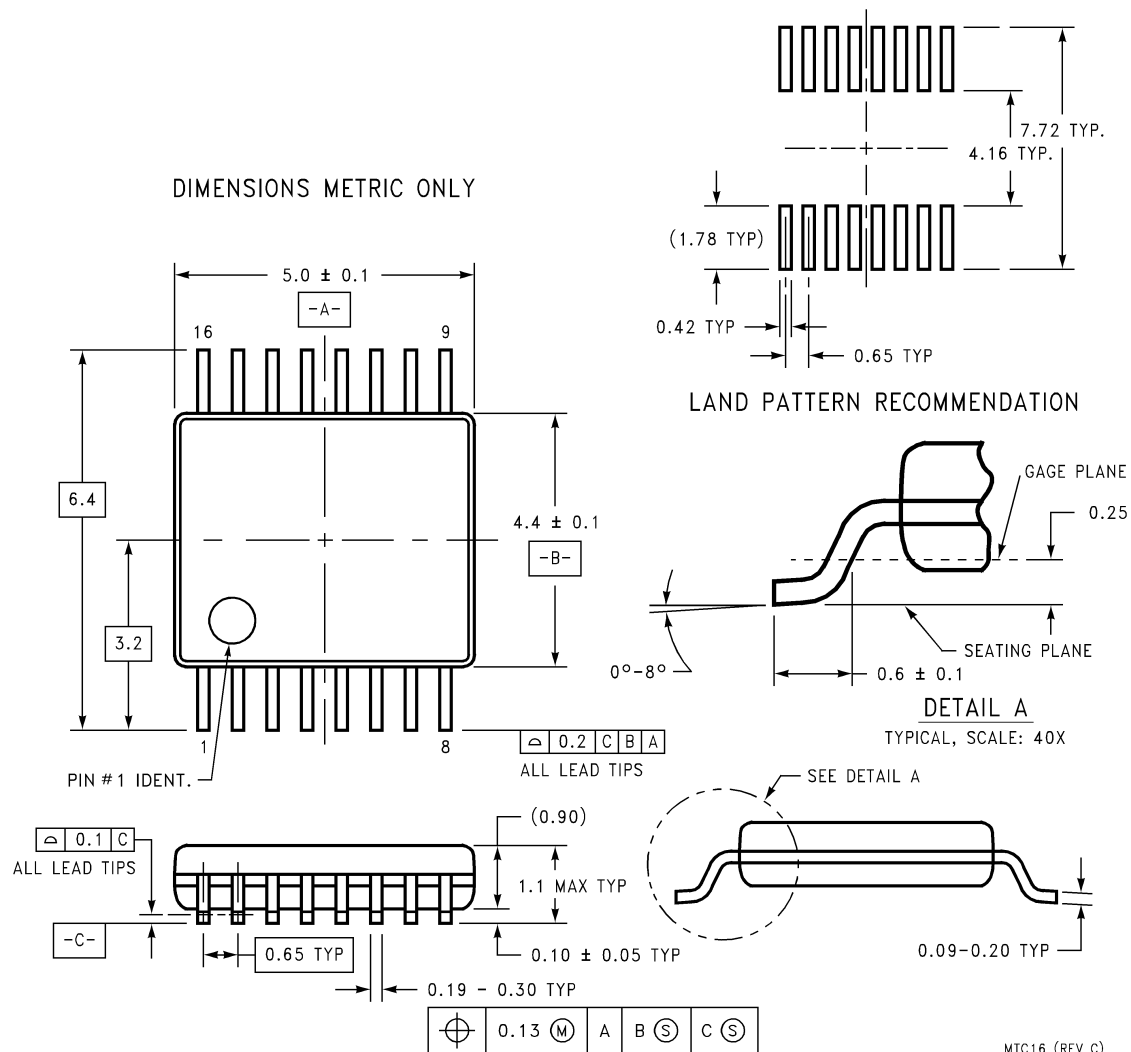 7.72 TYP.
4.16 TYP.
DIMENSIONS METRIC ONLY
(1.78 TYP)
5.0 ± 0.1
-A-
0.42 TYP
0.65 TYP
16
9
LAND PATTERN RECOMMENDATION
GAGE PLANE
6.4
0.25
4.4 ± 0.1
-B-
3.2
SEATING PLANE
0°-8°
0.6 ± 0.1
DETAIL A
TYPICAL, SCALE: 40X
1
8
⌓ 0.2 C B A
ALL LEAD TIPS
PIN #1 IDENT.
SEE DETAIL A
(0.90)
⌓ 0.1 C
ALL LEAD TIPS
1.1 MAX TYP
-C-
0.65 TYP
0.10 ± 0.05 TYP
0.09-0.20 TYP
0.19 - 0.30 TYP
⌖ 0.13 Ⓜ A B Ⓢ C Ⓢ
MTC16 (REV C)